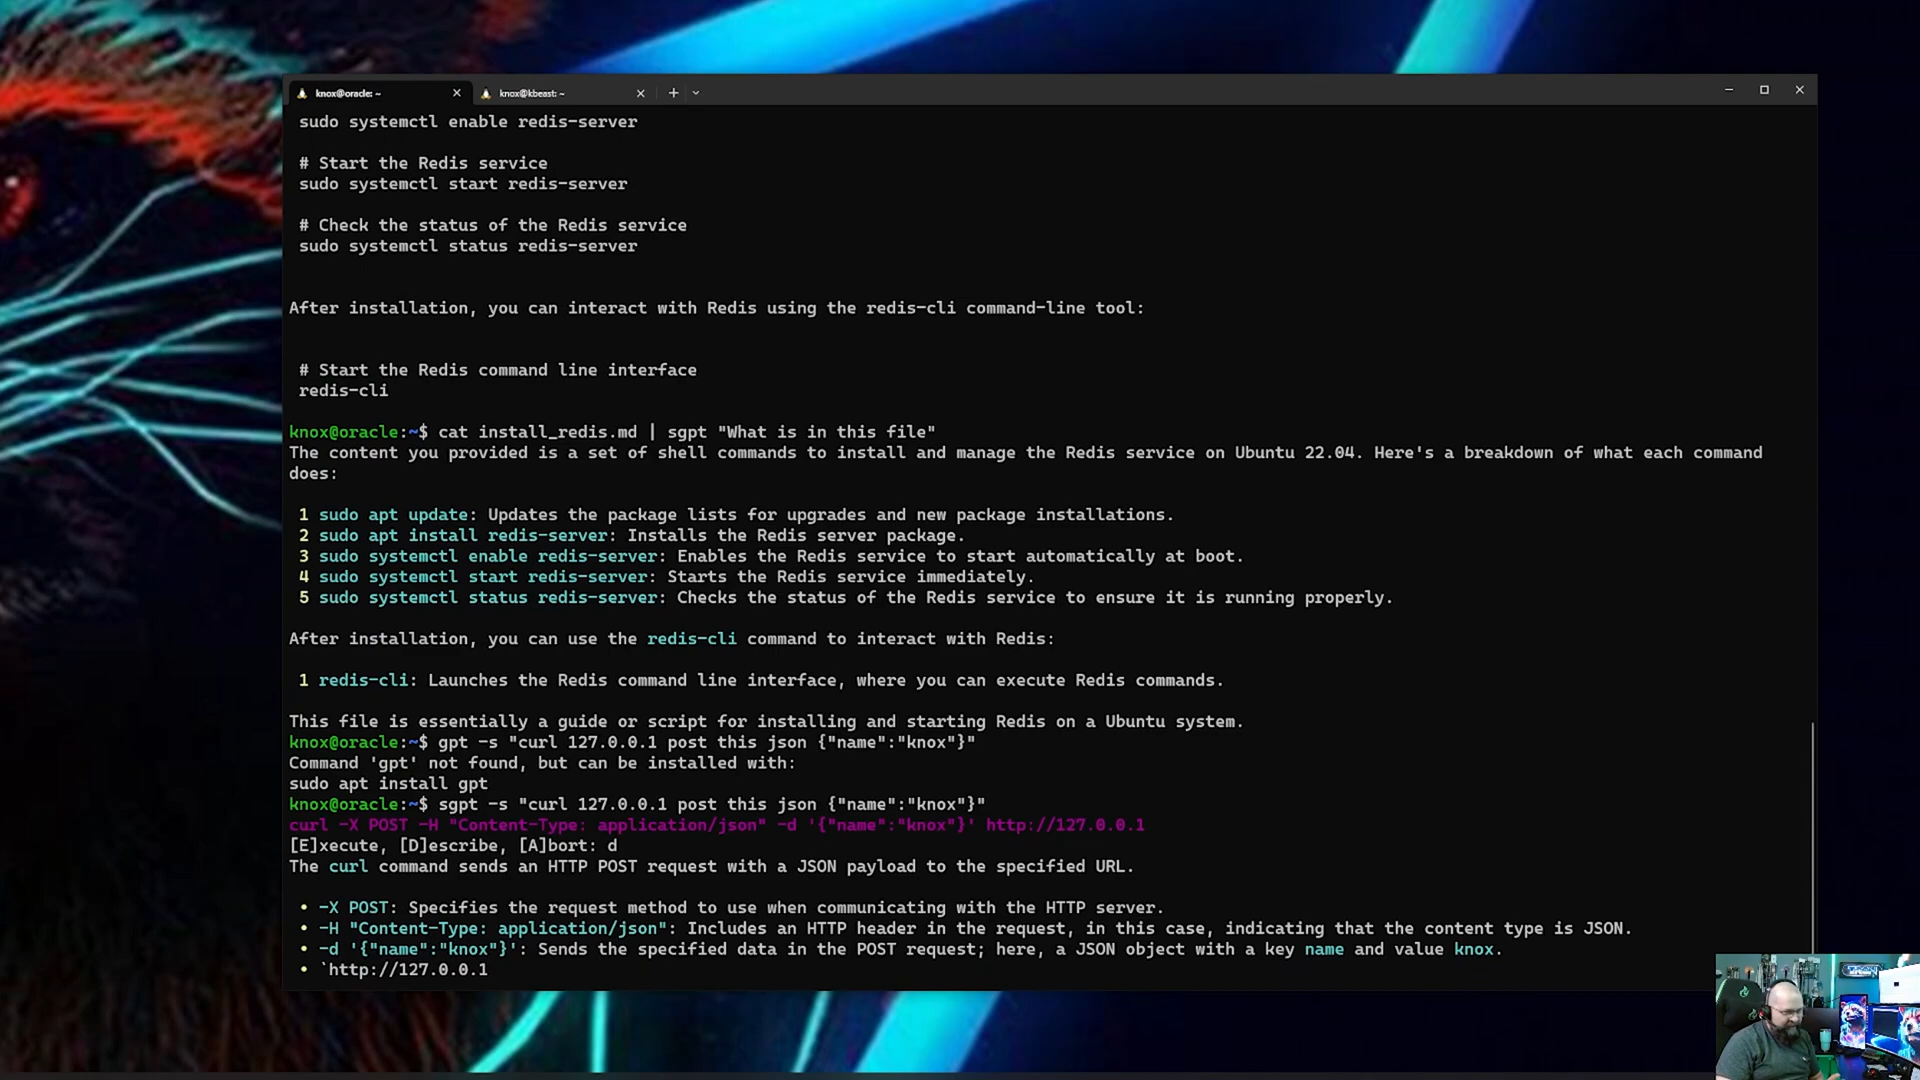 knox@oracle: ~
knox@kbeast: ~
sudo systemctl enable redis-server
# Start the Redis service
sudo systemctl start redis-server
# Check the status of the Redis service
sudo systemctl status redis-server
After installation, you can interact with Redis using the redis-cli command-line tool:
# Start the Redis command line interface
redis-cli
knox@oracle:~$ cat install_redis.md | sgpt "What is in this file"
The content you provided is a set of shell commands to install and manage the Redis service on Ubuntu 22.04. Here's a breakdown of what each command
does:
1 sudo apt update: Updates the package lists for upgrades and new package installations.
2 sudo apt install redis-server: Installs the Redis server package.
3 sudo systemctl enable redis-server: Enables the Redis service to start automatically at boot.
4 sudo systemctl start redis-server: Starts the Redis service immediately.
5 sudo systemctl status redis-server: Checks the status of the Redis service to ensure it is running properly.
After installation, you can use the redis-cli command to interact with Redis:
1 redis-cli: Launches the Redis command line interface, where you can execute Redis commands.
This file is essentially a guide or script for installing and starting Redis on a Ubuntu system.
knox@oracle:~$ gpt -s "curl 127.0.0.1 post this json {"name":"knox"}"
Command 'gpt' not found, but can be installed with:
sudo apt install gpt
knox@oracle:~$ sgpt -s "curl 127.0.0.1 post this json {"name":"knox"}"
curl -X POST -H "Content-Type: application/json" -d '{"name":"knox"}' http://127.0.0.1
[E]xecute, [D]escribe, [A]bort: d
The curl command sends an HTTP POST request with a JSON payload to the specified URL.
• -X POST: Specifies the request method to use when communicating with the HTTP server.
• -H "Content-Type: application/json": Includes an HTTP header in the request, in this case, indicating that the content type is JSON.
• -d '{"name":"knox"}': Sends the specified data in the POST request; here, a JSON object with a key name and value knox.
• `http://127.0.0.1